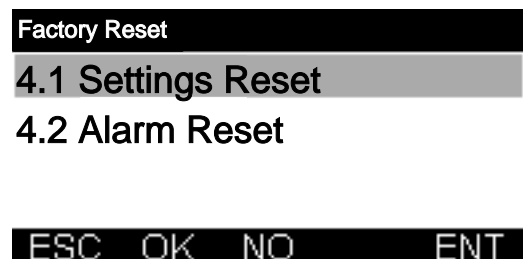 Factory Reset
4.1 Settings Reset
4.2 Alarm Reset
ESC OK NO ENT